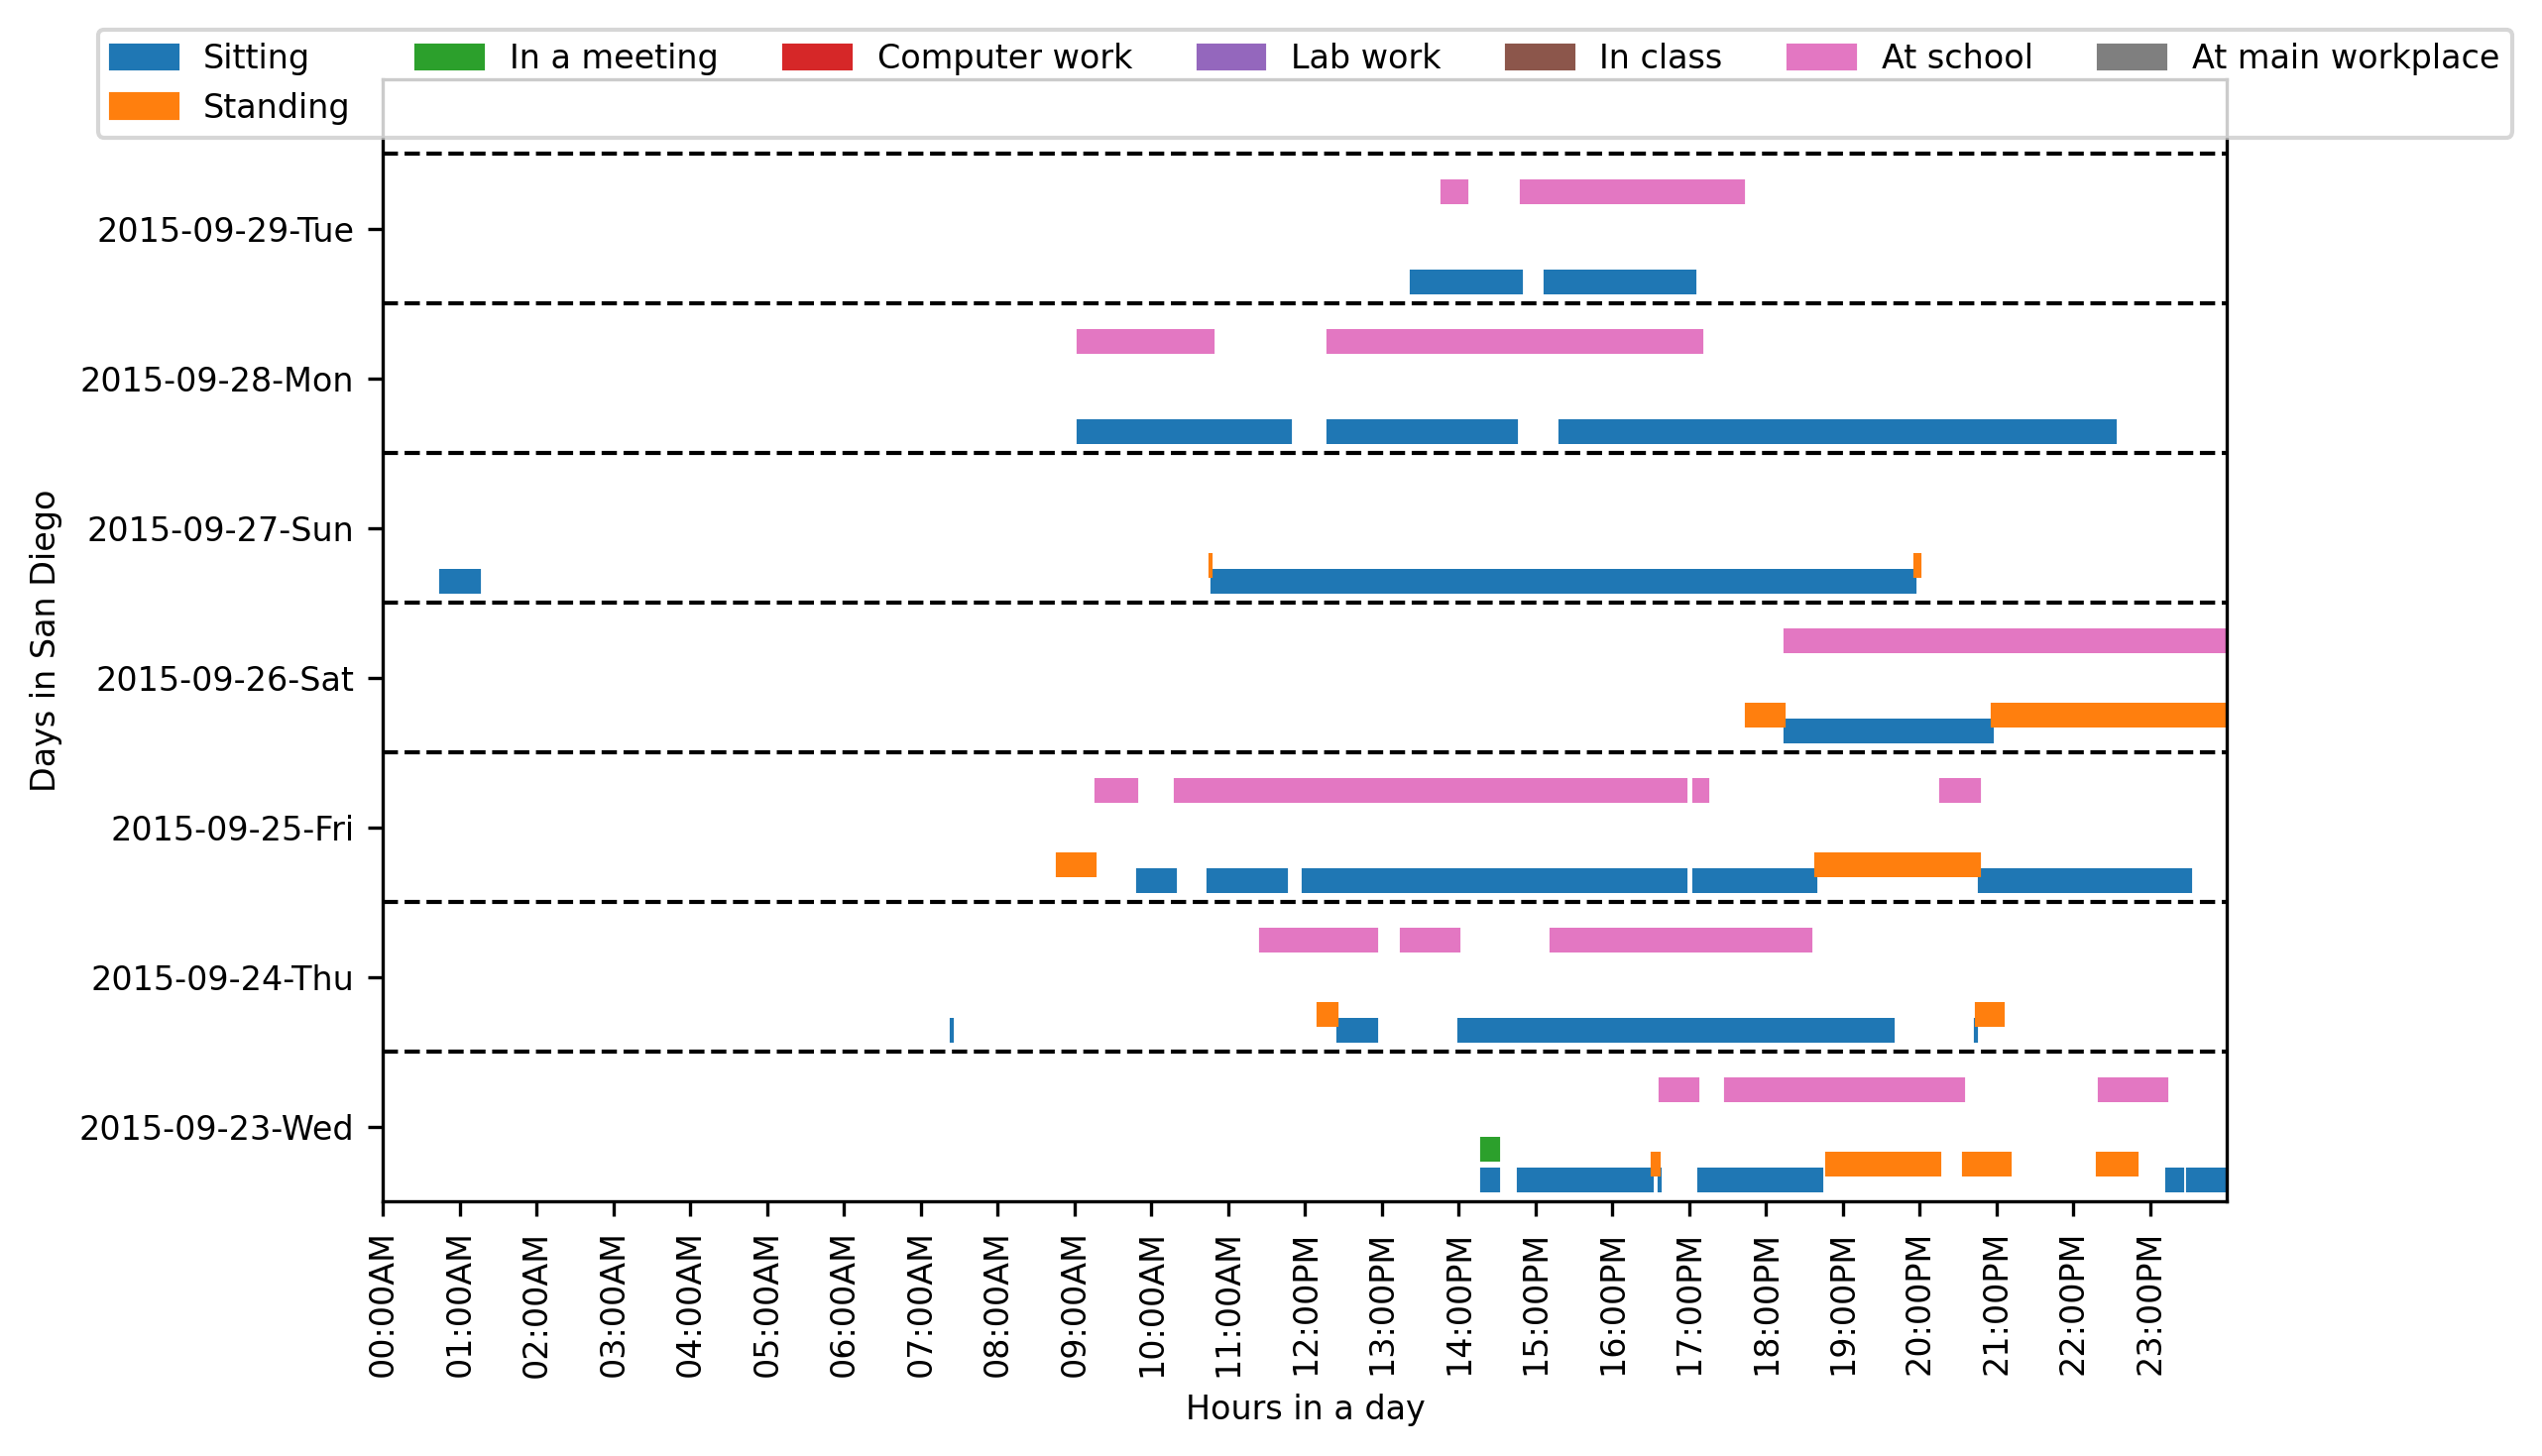 Sitting In a meeting Computer work Lab work In class At school At main workplace
Standing
2015-09-29-Tue
2015-09-28-Mon
2015-09-27-Sun
2015-09-26-Sat
2015-09-25-Fri
2015-09-24-Thu
2015-09-23-Wed
Days in San Diego
00:00AM
01:00AM
02:00AM
03:00AM
04:00AM
05:00AM
06:00AM
07:00AM
08:00AM
09:00AM
10:00AM
11:00AM
12:00PM
13:00PM
14:00PM
15:00PM
16:00PM
17:00PM
18:00PM
19:00PM
20:00PM
21:00PM
22:00PM
23:00PM
Hours in a day